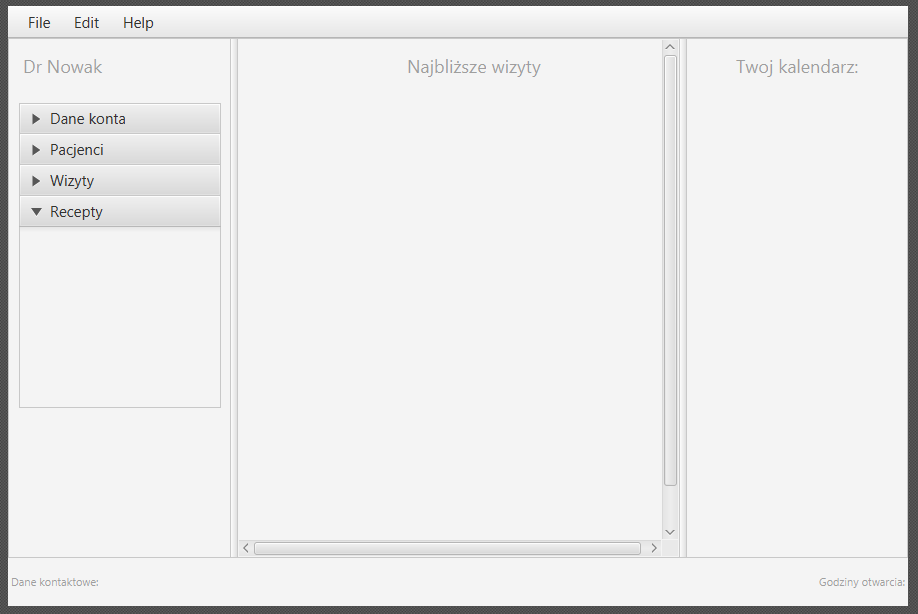 File Edit Help
Dr Nowak
Najbliższe wizyty
Twoj kalendarz:
Dane konta
Pacjenci
Wizyty
Recepty
Dane kontaktowe:
Godziny otwarcia: